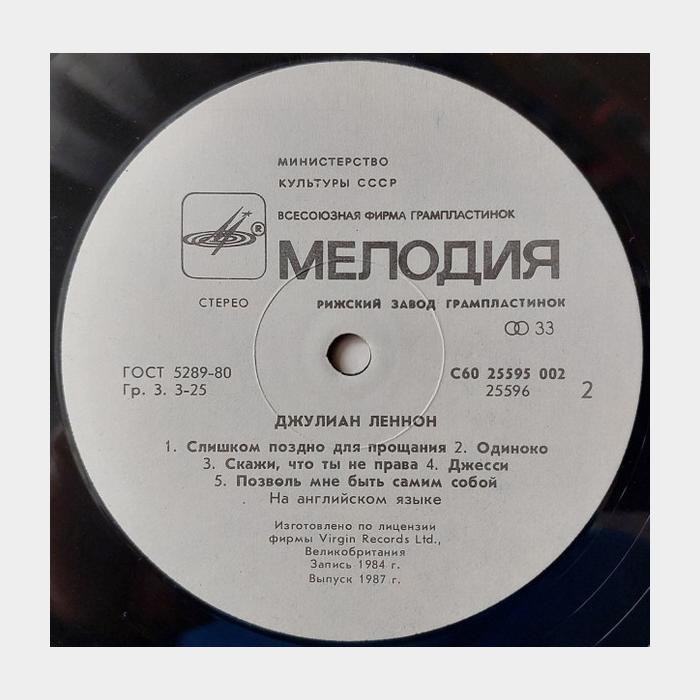 МИНИСТЕРСТВО
КУЛЬТУРЫ СССР
ВСЕСОЮЗНАЯ ФИРМА ГРАМПЛАСТИНОК
®
МЕЛОДИЯ
СТЕРЕО РИЖСКИЙ ЗАВОД ГРАМПЛАСТИНОК
33
ГОСТ 5289-80 С60 25595 002
Гр. 3. 3-25 25596 2
ДЖУЛИАН ЛЕННОН
1. Слишком поздно для прощания 2. Одиноко
3. Скажи, что ты не права 4. Джесси
5. Позволь мне быть самим собой
На английском языке
Изготовлено по лицензии
фирмы Virgin Records Ltd.,
Великобритания
Запись 1984 г.
Выпуск 1987 г.